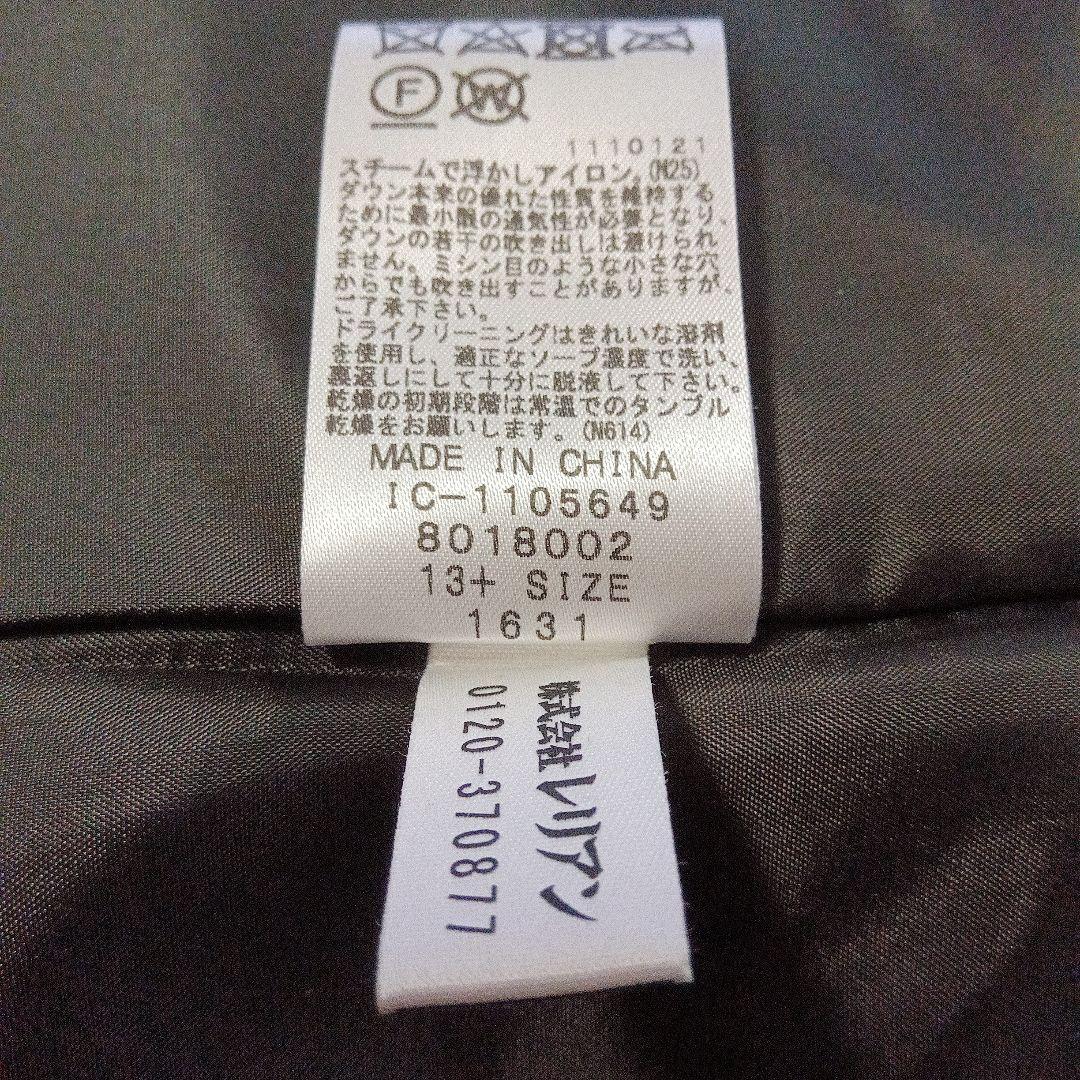 F W
1110121
スチームで浮かしアイロン。(M25)
ダウン本来の優れた性質を維持する
ために最小限の通気性が必要となり、
ダウンの若干の吹き出しは避けられ
ません。ミシン目のような小さな穴
からでも吹き出すことがありますが、
ご了承下さい。
ドライクリーニングはきれいな溶剤
を使用し、適正なソープ濃度で洗い、
裏返しにして十分に脱液して下さい。
乾燥の初期段階は常温でのタンブル
乾燥をお願いします。(N614)
MADE IN CHINA
IC-1105649
8018002
13+ SIZE
1631
株式会社レリアン
0120-370877